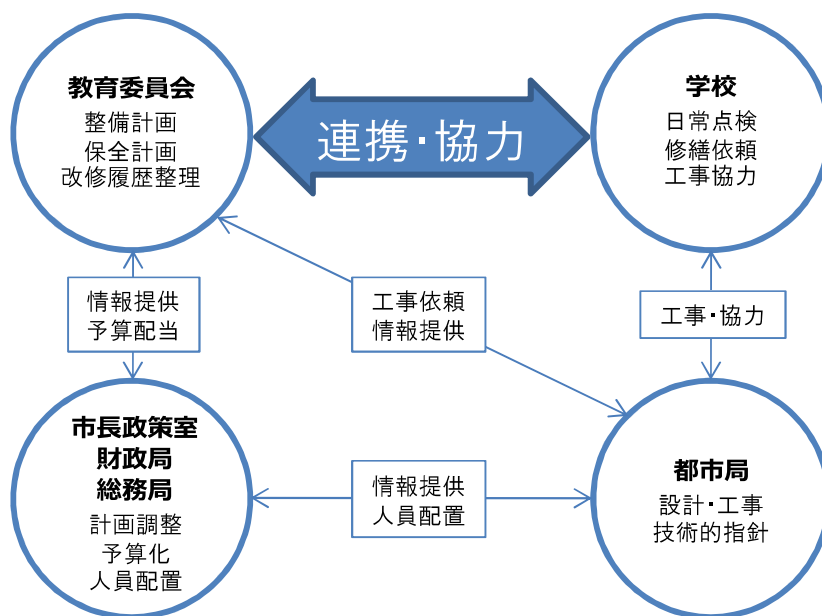 教育委員会
整備計画
保全計画
改修履歴整理
連携・協力
学校
日常点検
修繕依頼
工事協力
情報提供
予算配当
工事依頼
情報提供
工事・協力
市長政策室
財政局
総務局
計画調整
予算化
人員配置
情報提供
人員配置
都市局
設計・工事
技術的指針